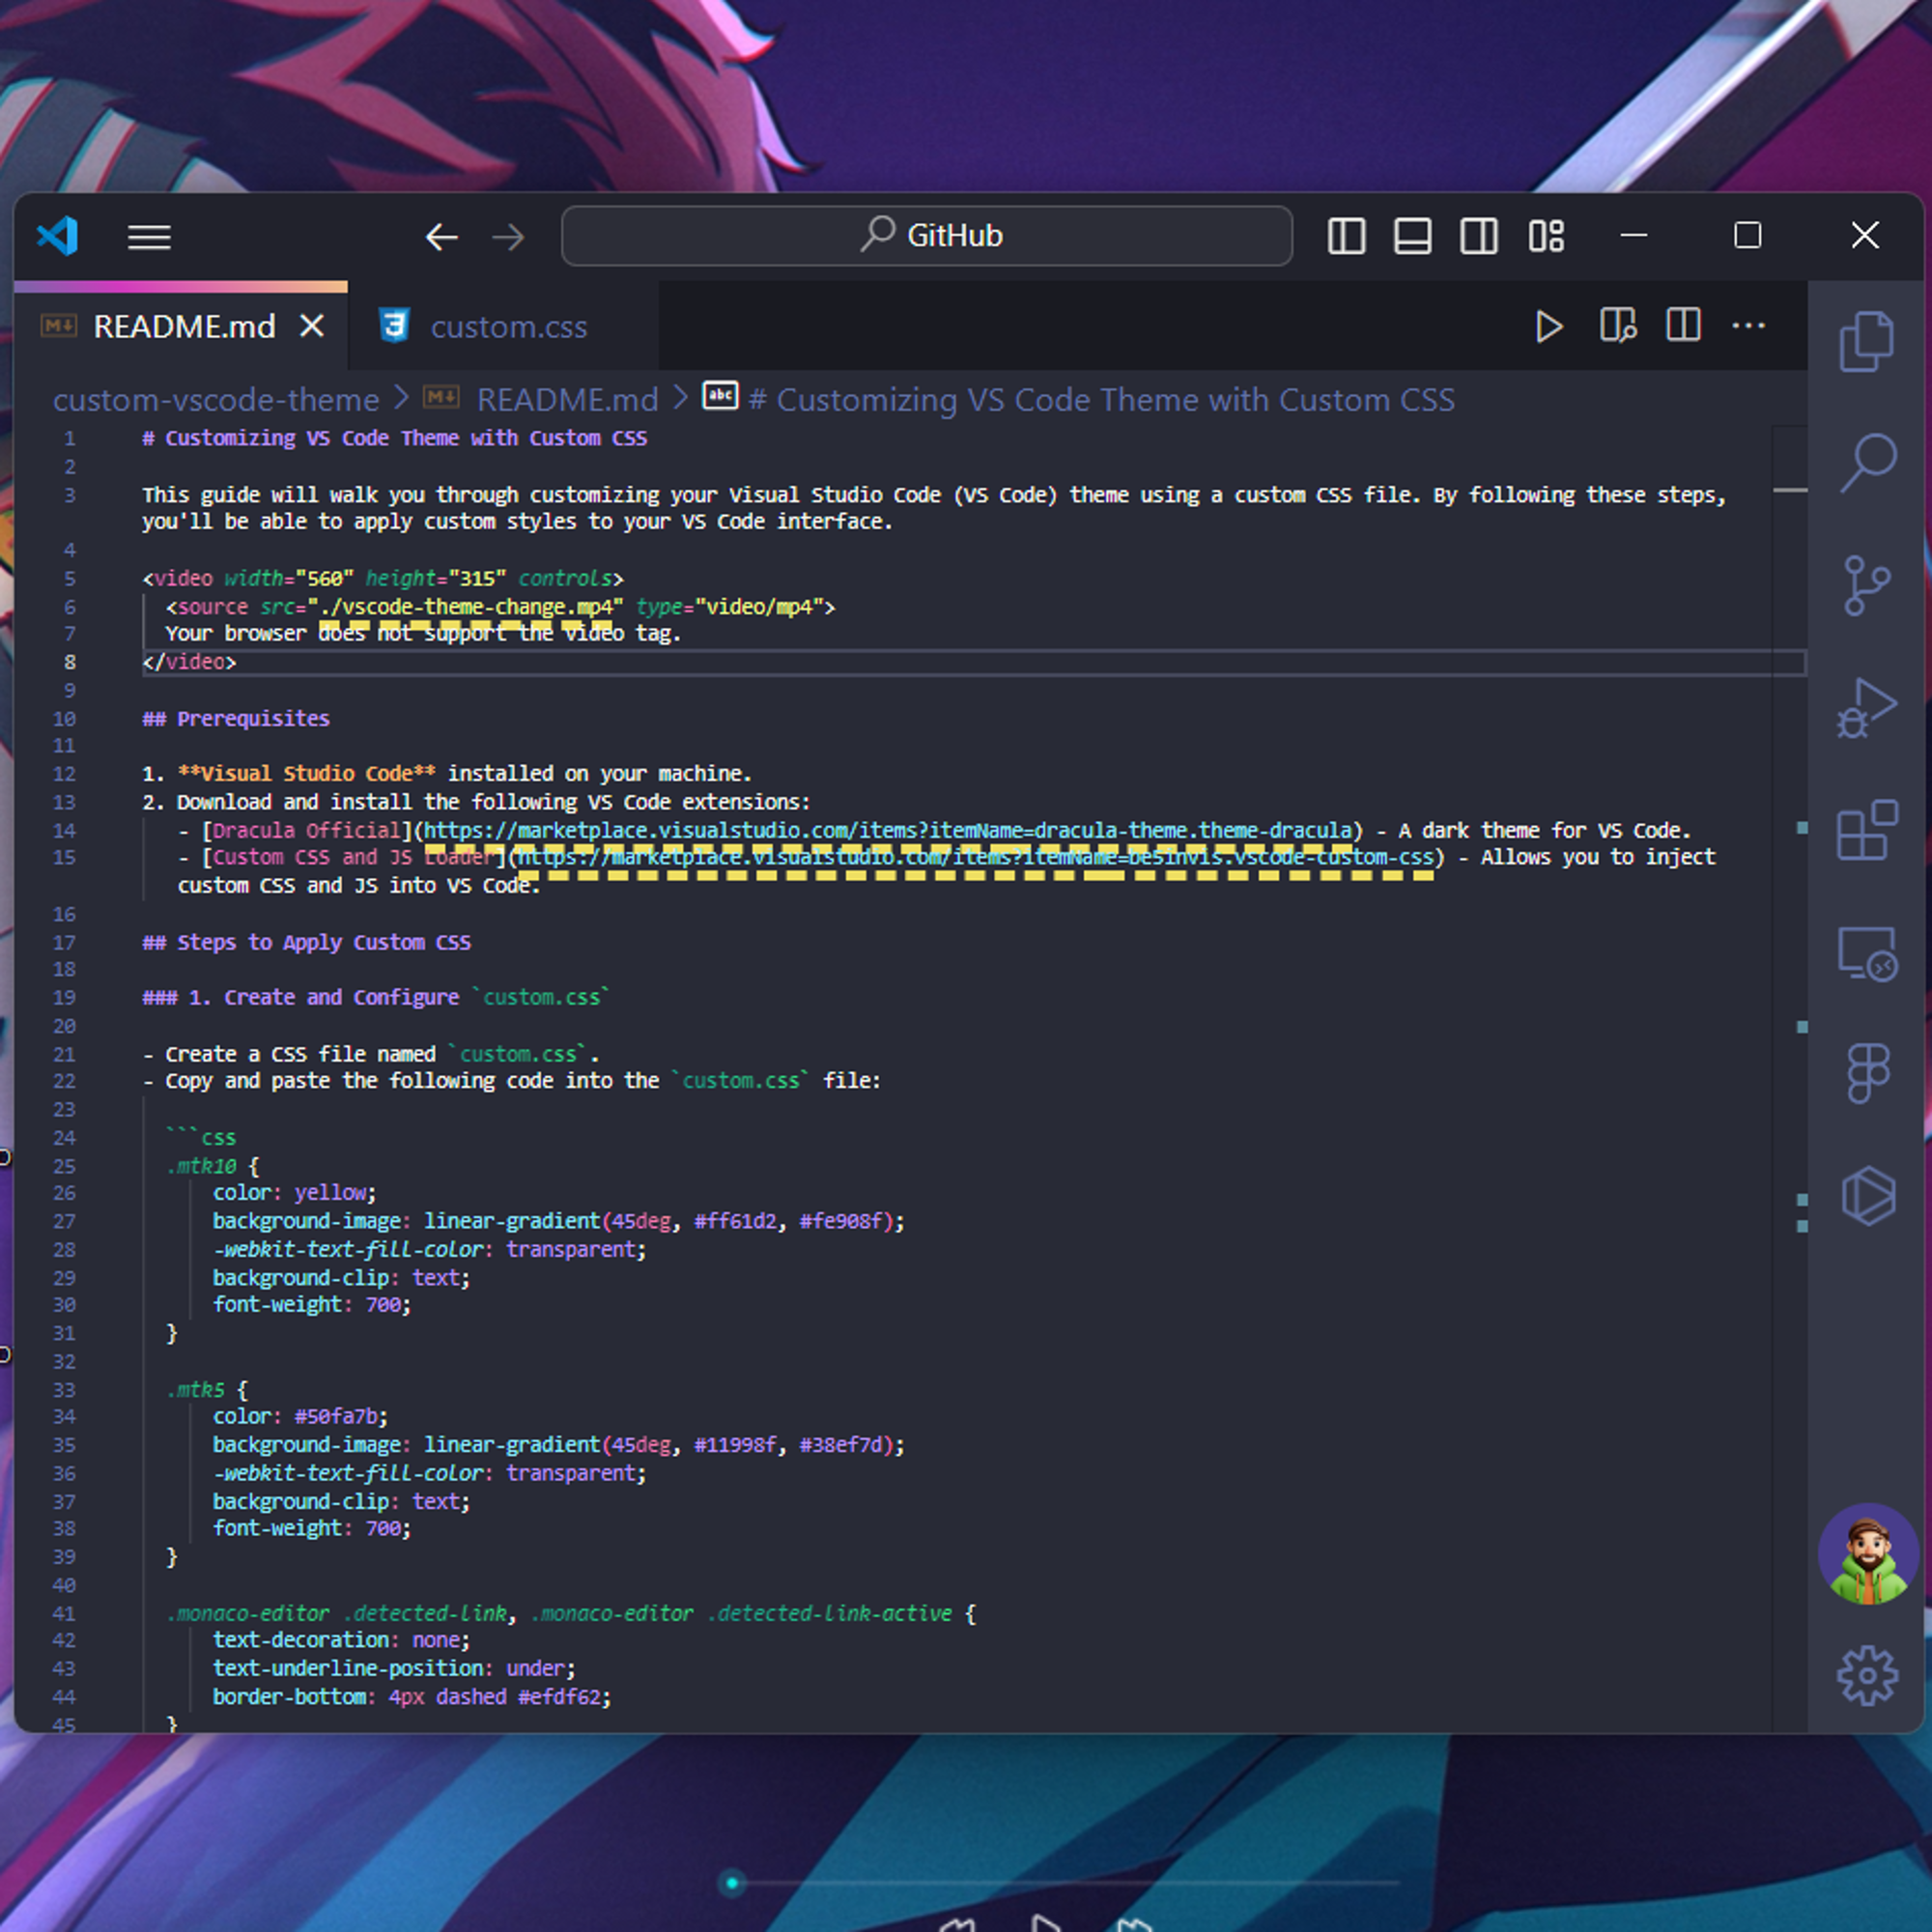 GitHub
README.md
custom.css
custom-vscode-theme > README.md > abc # Customizing VS Code Theme with Custom CSS
1 # Customizing VS Code Theme with Custom CSS
2
3 This guide will walk you through customizing your Visual Studio Code (VS Code) theme using a custom CSS file. By following these steps,
you'll be able to apply custom styles to your VS Code interface.
4
5 <video width="560" height="315" controls>
6 <source src="./vscode-theme-change.mp4" type="video/mp4">
7 Your browser does not support the video tag.
8 </video>
9
10 ## Prerequisites
11
12 1. **Visual Studio Code** installed on your machine.
13 2. Download and install the following VS Code extensions:
14 - [Dracula Official](https://marketplace.visualstudio.com/items?itemName=dracula-theme.theme-dracula) - A dark theme for VS Code.
15 - [Custom CSS and JS Loader](https://marketplace.visualstudio.com/items?itemName=be5invis.vscode-custom-css) - Allows you to inject
custom CSS and JS into VS Code.
16
17 ## Steps to Apply Custom CSS
18
19 ### 1. Create and Configure `custom.css`
20
21 - Create a CSS file named `custom.css`.
22 - Copy and paste the following code into the `custom.css` file:
23
24 ```css
25 .mtk10 {
26 color: yellow;
27 background-image: linear-gradient(45deg, #ff61d2, #fe908f);
28 -webkit-text-fill-color: transparent;
29 background-clip: text;
30 font-weight: 700;
31 }
32
33 .mtk5 {
34 color: #50fa7b;
35 background-image: linear-gradient(45deg, #11998f, #38ef7d);
36 -webkit-text-fill-color: transparent;
37 background-clip: text;
38 font-weight: 700;
39 }
40
41 .monaco-editor .detected-link, .monaco-editor .detected-link-active {
42 text-decoration: none;
43 text-underline-position: under;
44 border-bottom: 4px dashed #efdf62;
45 }